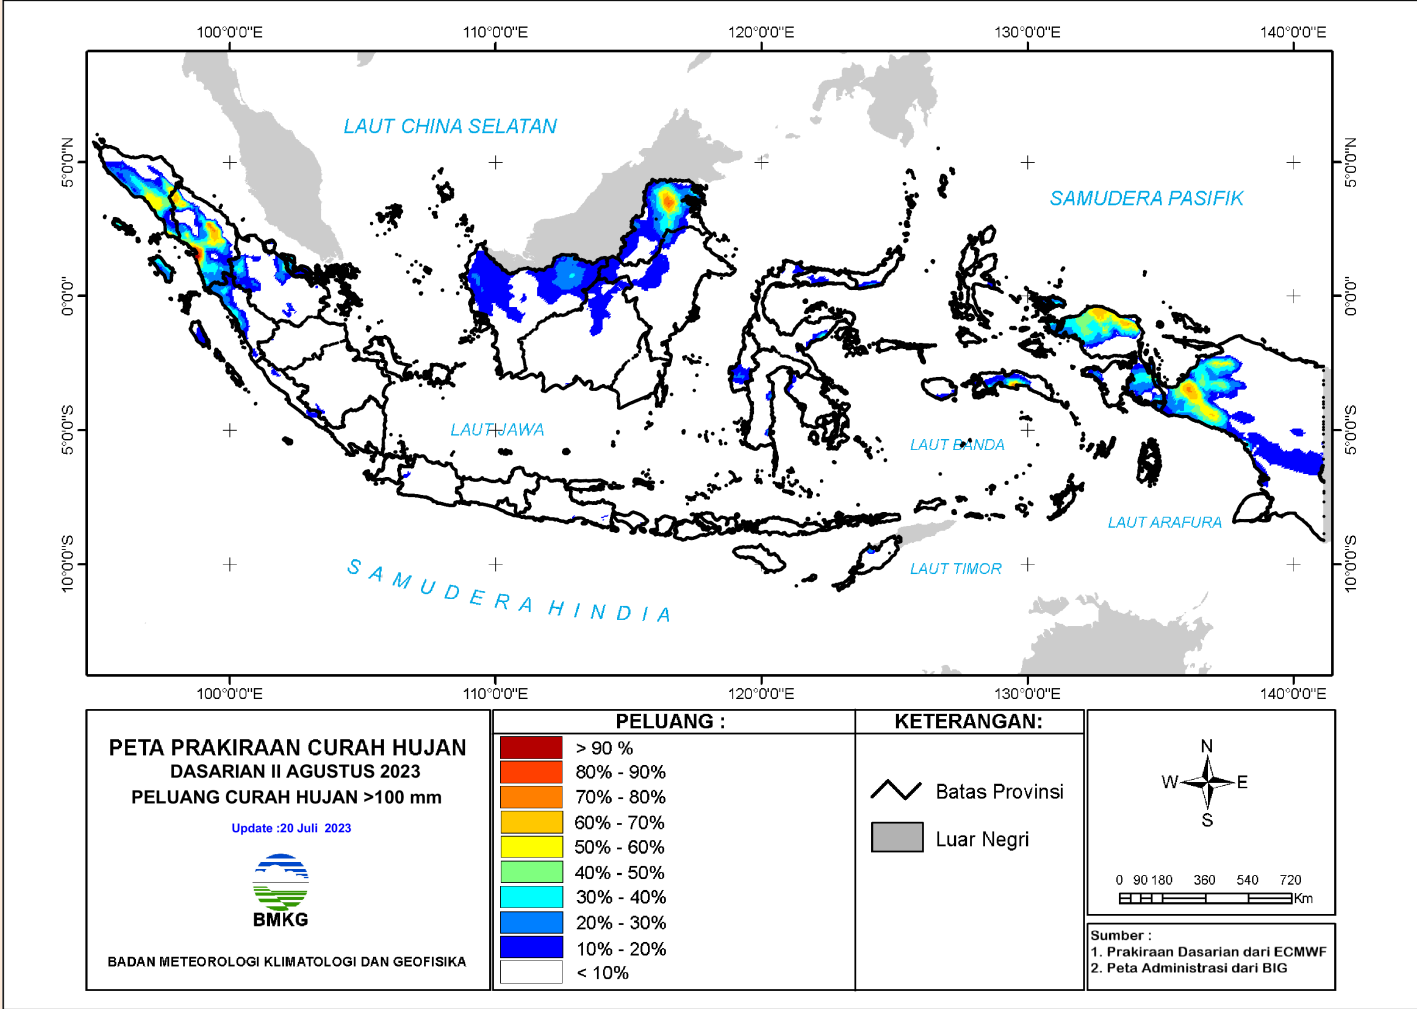 100°0'0"E 110°0'0"E 120°0'0"E 130°0'0"E 140°0'0"E
5°0'0"N
0°0'0"
5°0'0"S
10°0'0"S
LAUT CHINA SELATAN
SAMUDERA PASIFIK
LAUT JAWA
LAUT BANDA
LAUT ARAFURA
LAUT TIMOR
SAMUDERA HINDIA
5°0'0"N
0°0'0"
5°0'0"S
10°0'0"S
100°0'0"E 110°0'0"E 120°0'0"E 130°0'0"E 140°0'0"E
PETA PRAKIRAAN CURAH HUJAN
DASARIAN II AGUSTUS 2023
PELUANG CURAH HUJAN >100 mm
Update :20 Juli 2023
BMKG
BADAN METEOROLOGI KLIMATOLOGI DAN GEOFISIKA
PELUANG :
> 90 %
80% - 90%
70% - 80%
60% - 70%
50% - 60%
40% - 50%
30% - 40%
20% - 30%
10% - 20%
< 10%
KETERANGAN:
Batas Provinsi
Luar Negri
N
W E
S
0 90 180 360 540 720
Km
Sumber :
1. Prakiraan Dasarian dari ECMWF
2. Peta Administrasi dari BIG